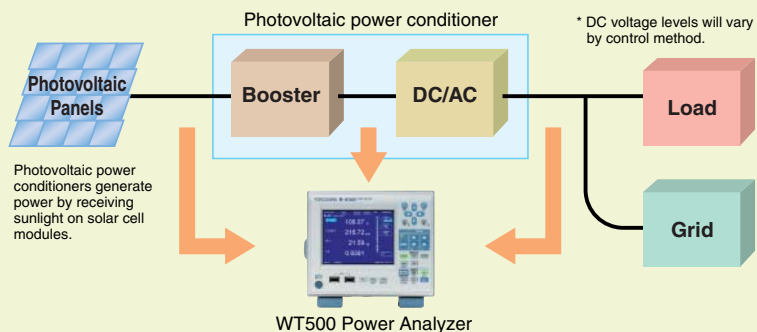 Photovoltaic power conditioner
* DC voltage levels will vary
by control method.
Photovoltaic
Panels
Booster
DC/AC
Load
Photovoltaic power
conditioners generate
power by receiving
sunlight on solar cell
modules.
Grid
YOKOGAWA
WT500 Power Analyzer